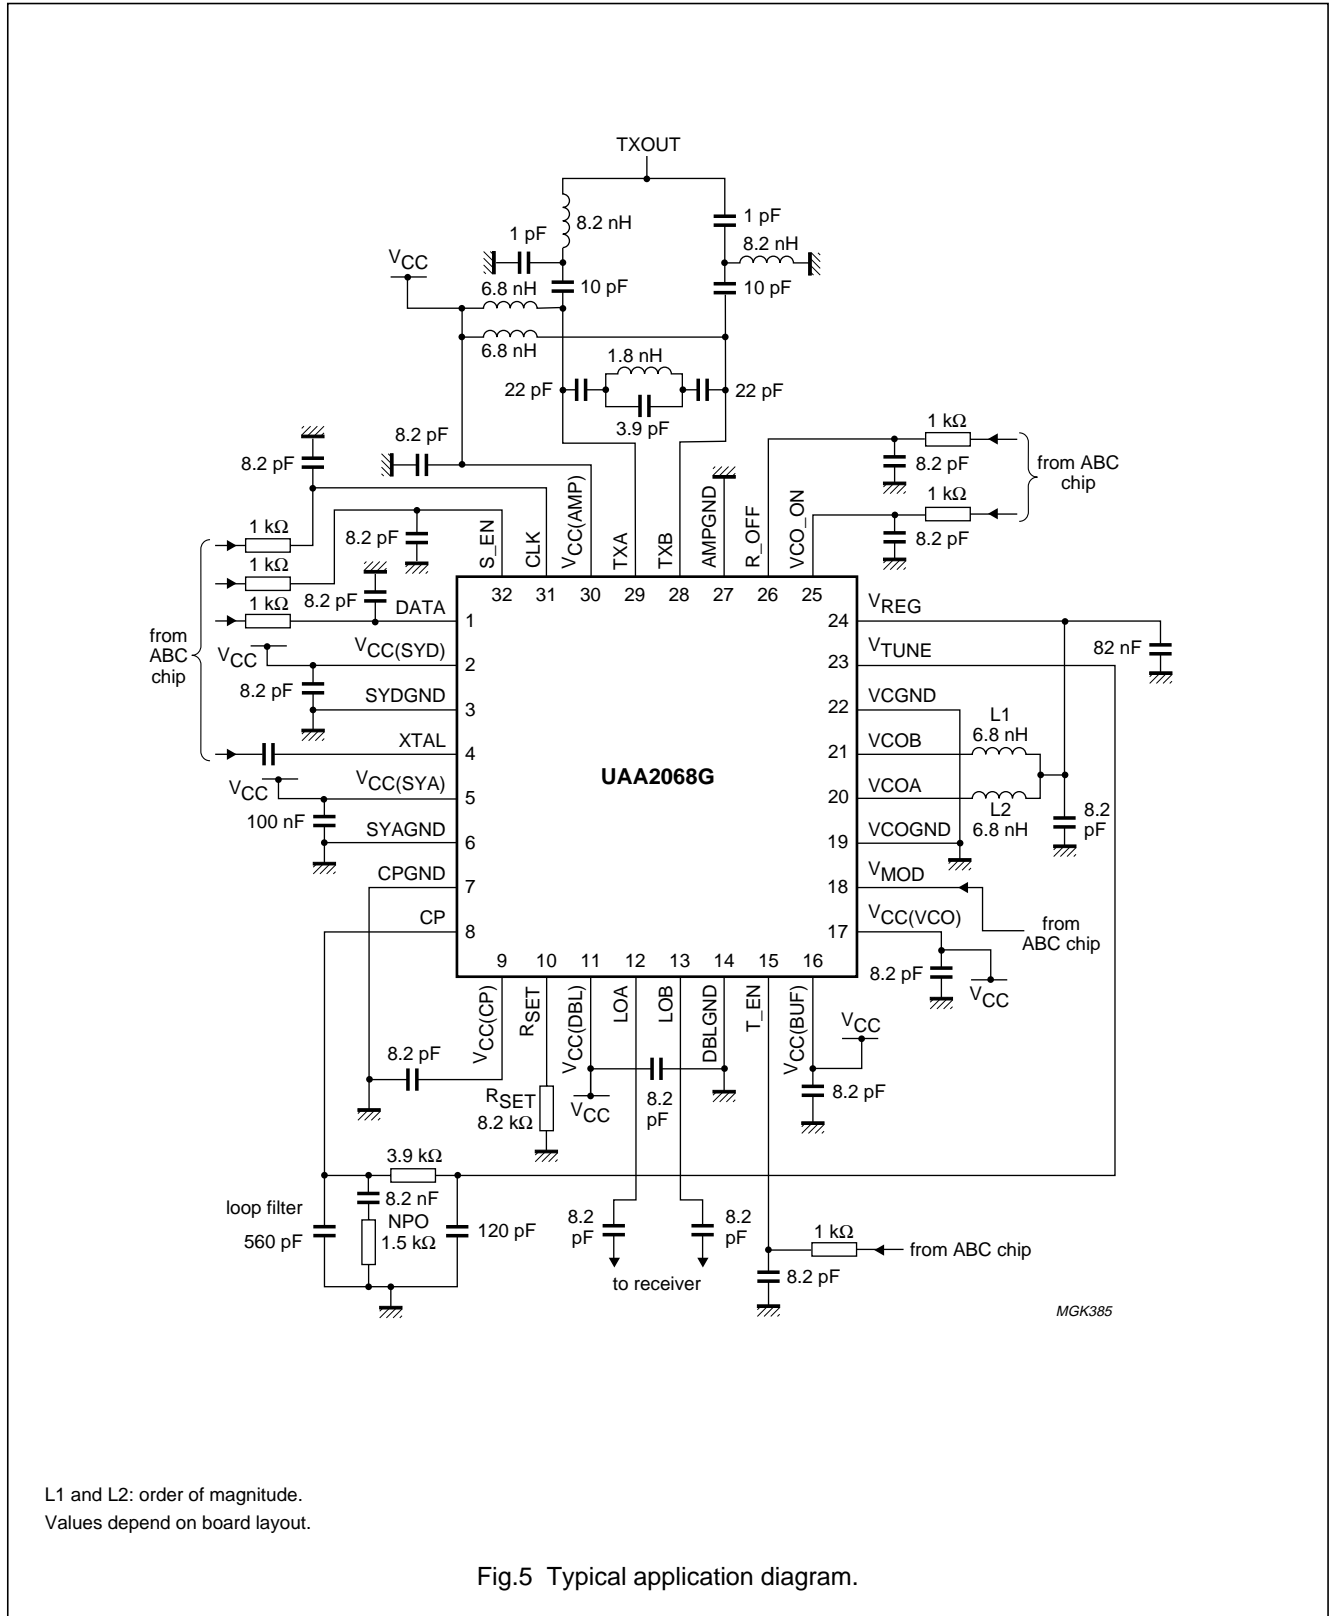 TXOUT
8.2 nH
1 pF
1 pF
8.2 nH
VCC
10 pF
10 pF
6.8 nH
6.8 nH
1.8 nH
22 pF
22 pF
3.9 pF
8.2 pF
8.2 pF
1 kΩ
8.2 pF
1 kΩ
8.2 pF
from ABC
chip
1 kΩ
1 kΩ
1 kΩ
8.2 pF
8.2 pF
from
ABC
chip
S_EN
CLK
VCC(AMP)
TXA
TXB
AMPGND
R_OFF
VCO_ON
32
31
30
29
28
27
26
25
DATA
1
VCC
VCC(SYD)
2
8.2 pF
SYDGND
3
XTAL
4
VCC
VCC(SYA)
5
100 nF
SYAGND
6
CPGND
7
CP
8
UAA2068G
24
VREG
23
VTUNE
82 nF
22
VCGND
21
VCOB
L1
6.8 nH
20
VCOA
L2
6.8 nH
8.2
pF
19
VCOGND
18
VMOD
17
VCC(VCO)
from
ABC chip
8.2 pF
VCC
9
10
11
12
13
14
15
16
VCC(CP)
RSET
VCC(DBL)
LOA
LOB
DBLGND
T_EN
VCC(BUF)
VCC
8.2 pF
8.2 pF
RSET
8.2 kΩ
VCC
8.2
pF
3.9 kΩ
loop filter
560 pF
8.2 nF
NPO
1.5 kΩ
120 pF
8.2
pF
8.2
pF
to receiver
1 kΩ
from ABC chip
8.2 pF
MGK385
L1 and L2: order of magnitude.
Values depend on board layout.
Fig.5 Typical application diagram.